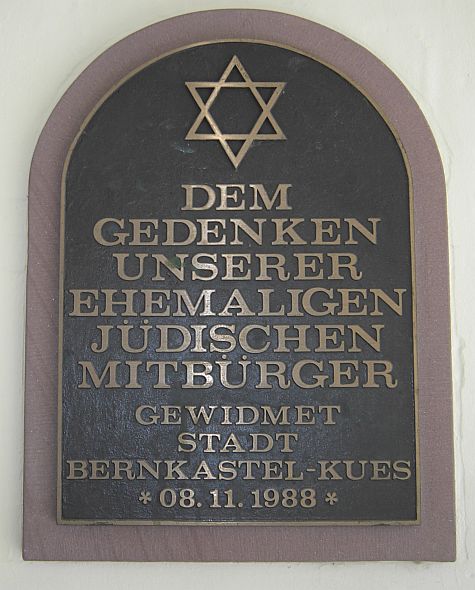 DEM
GEDENKEN
UNSERER
EHEMALIGEN
JÜDISCHEN
MITBÜRGER
GEWIDMET
STADT
BERNKASTEL-KUES
* 08. 11. 1988 *